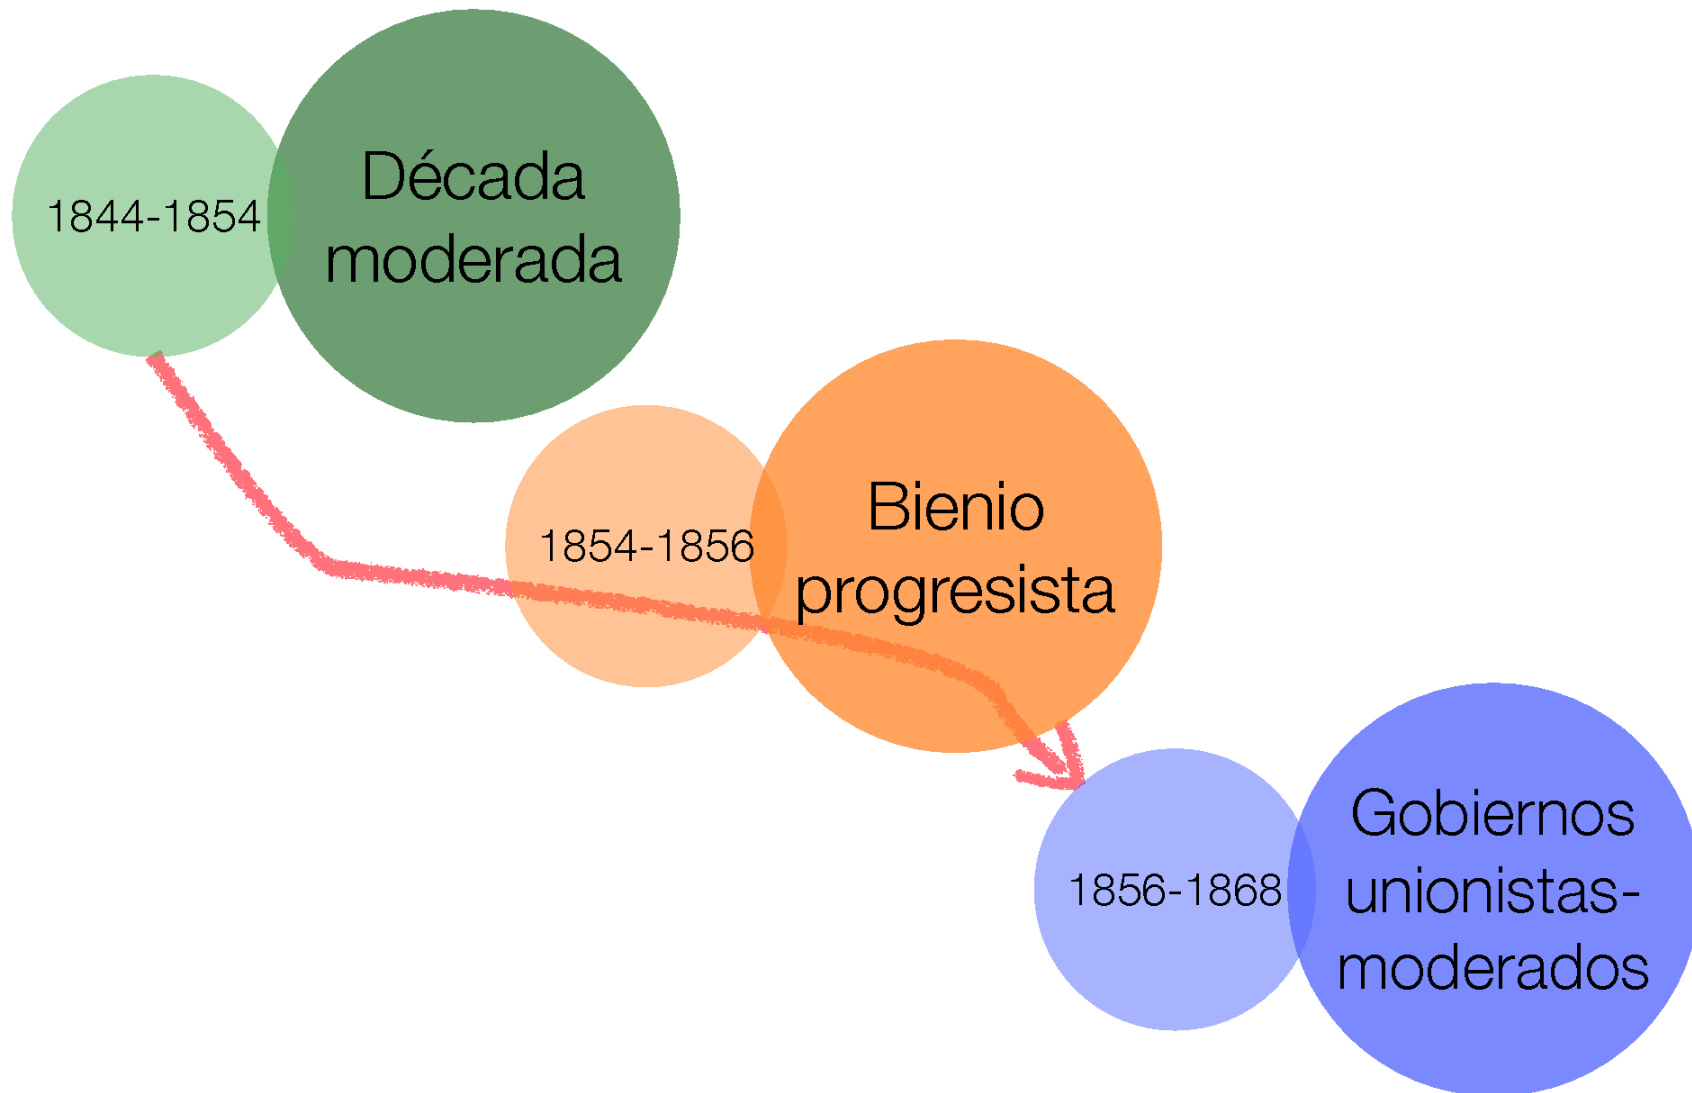 1844-1854
Década
moderada
1854-1856
Bienio
progresista
1856-1868
Gobiernos
unionistas-
moderados